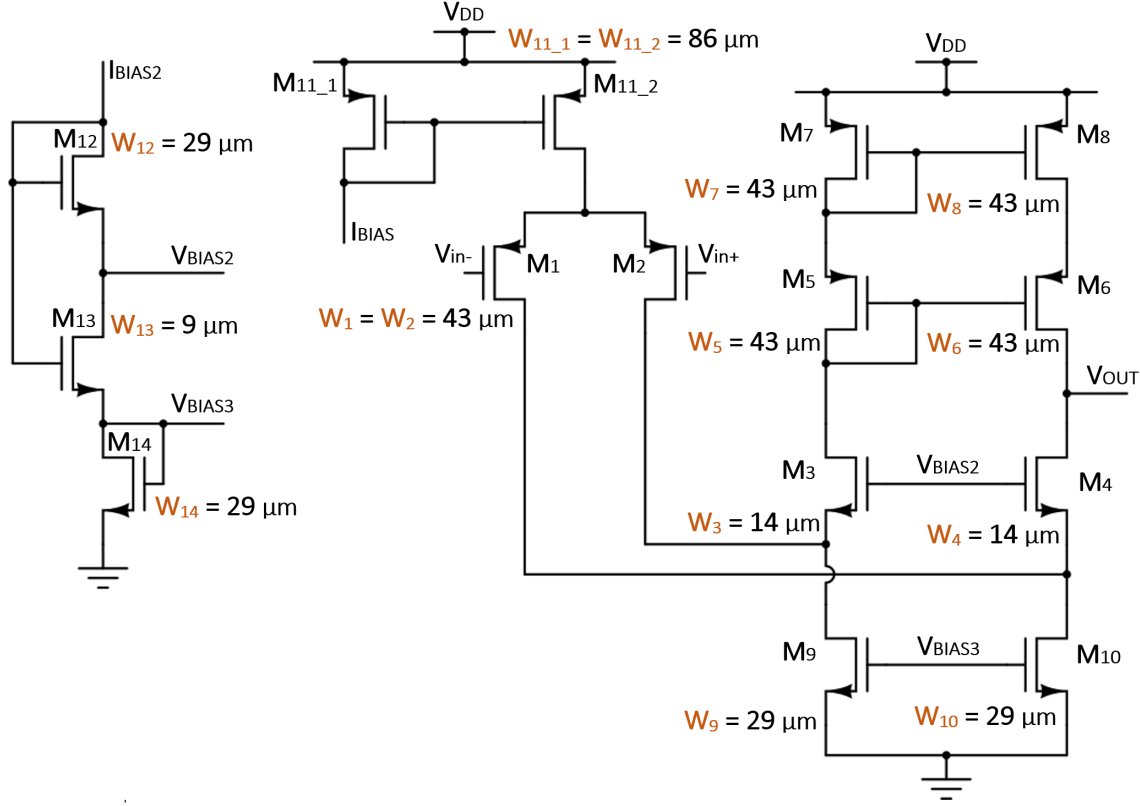 VDD
W11_1 = W11_2 = 86 μm
VDD
IBIAS2
M11_1
M11_2
M12
W12 = 29 μm
M7
M8
W7 = 43 μm
W8 = 43 μm
IBIAS
VBIAS2
Vin-
M1
M2
Vin+
M5
M6
M13
W13 = 9 μm
W1 = W2 = 43 μm
W5 = 43 μm
W6 = 43 μm
VOUT
VBIAS3
M14
M3
VBIAS2
M4
W14 = 29 μm
W3 = 14 μm
W4 = 14 μm
M9
VBIAS3
M10
W9 = 29 μm
W10 = 29 μm